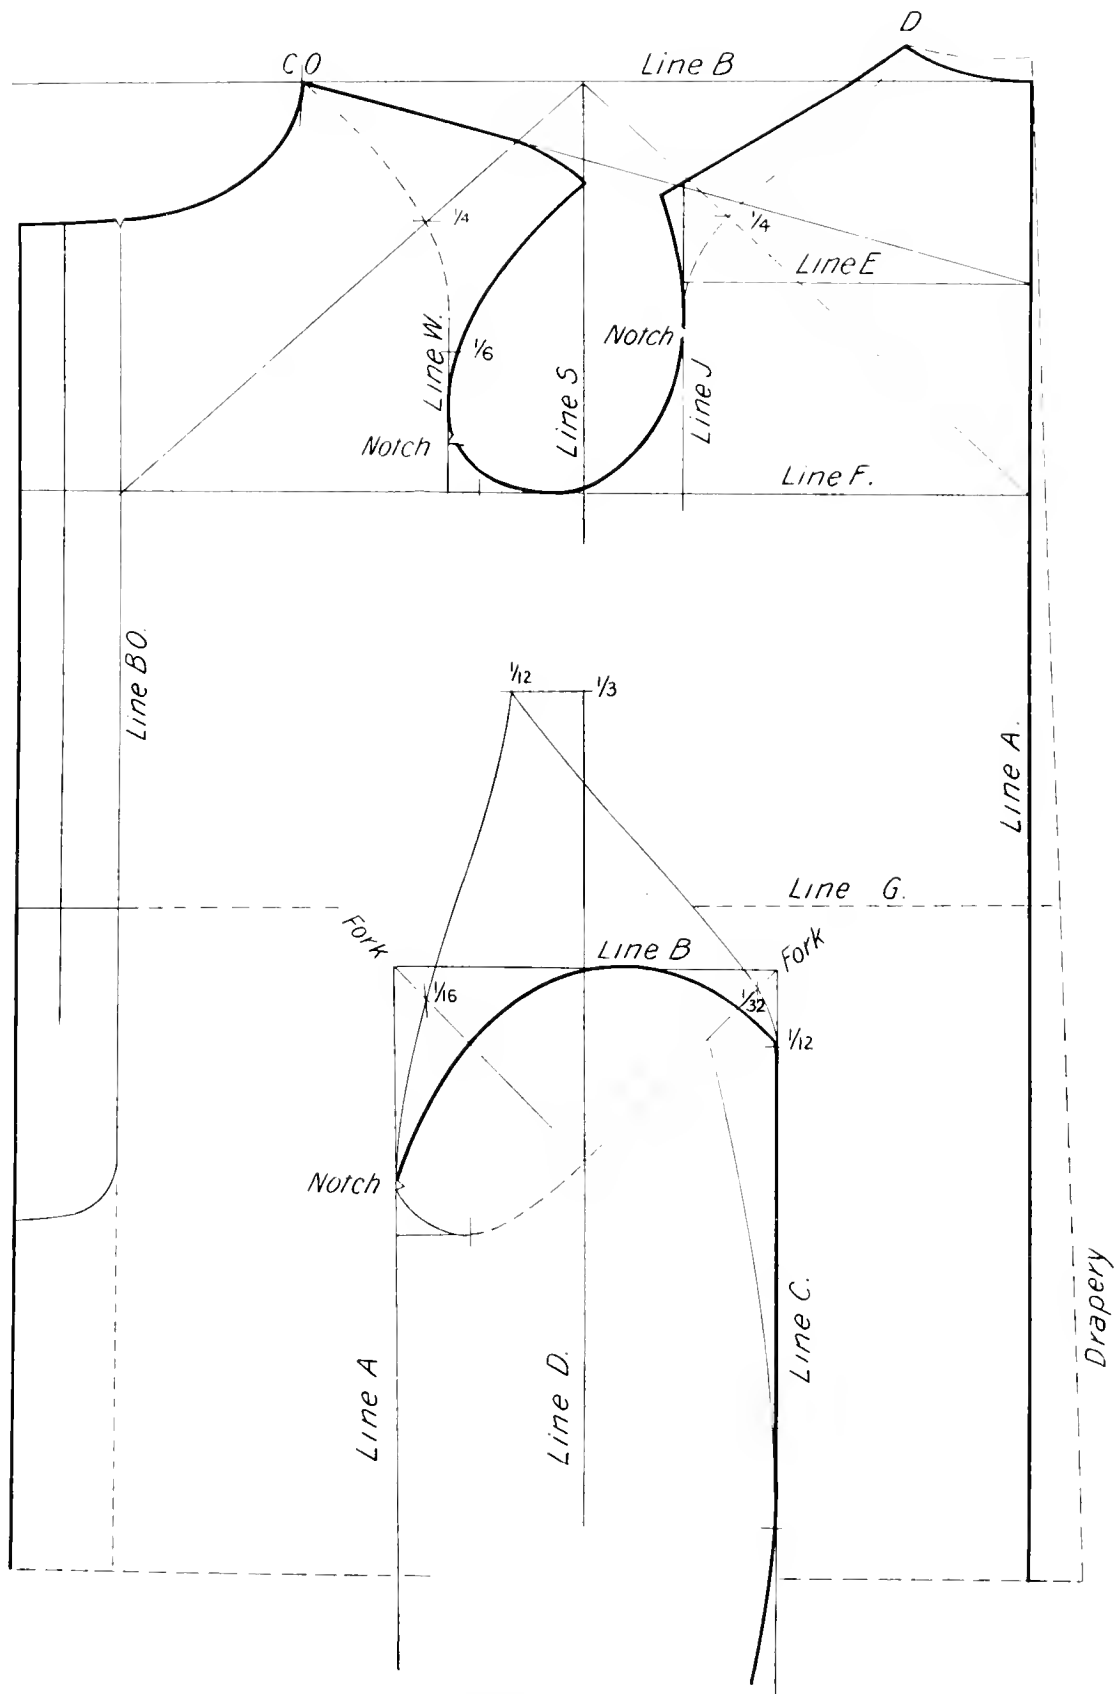 D
CO
Line B
1/4
1/4
Line E
Line W.
1/6
Notch
Line S
Line J
Notch
Line F.
Line BO.
1/12
1/3
Line A.
Line G.
Fork
Line B
Fork
1/16
1/32
1/12
Notch
Line A
Line D.
Line C.
Drapery